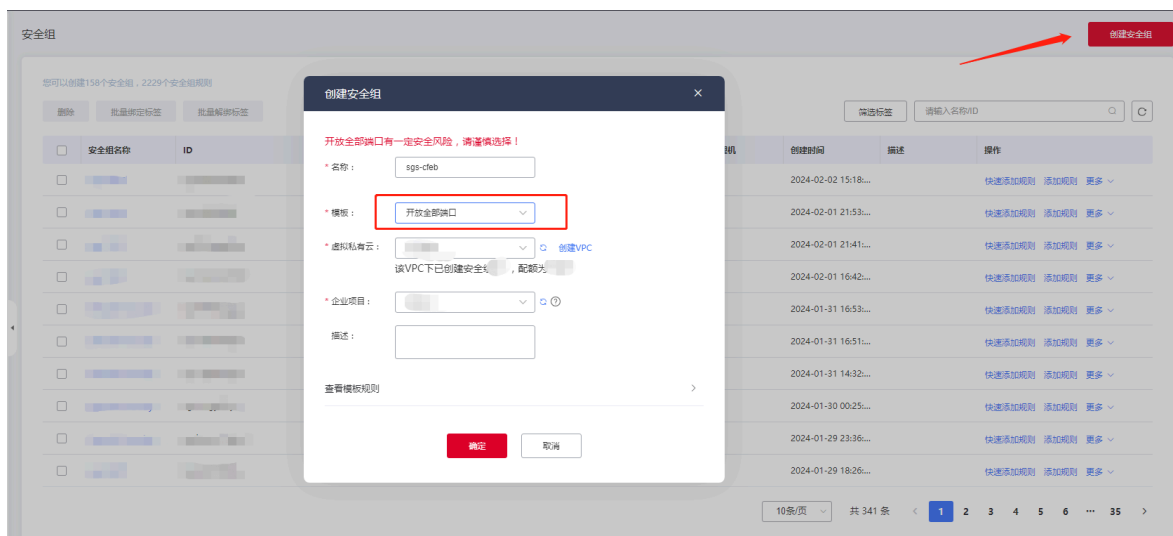 安全组
创建安全组
您可以创建158个安全组，2229个安全组规则
删除 批量绑定标签 批量解绑标签
筛选标签 请输入名称/ID
安全组名称 ID
创建时间 描述 操作
创建安全组
开放全部端口有一定安全风险，请谨慎选择！
* 名称： sgs-cfeb
* 模板： 开放全部端口
* 虚拟私有云： 创建VPC
该VPC下已创建安全 ，配额为
* 企业项目：
描述：
查看模板规则
确定 取消
2024-02-02 15:18:... 快速添加规则 添加规则 更多
2024-02-01 21:53:... 快速添加规则 添加规则 更多
2024-02-01 21:41:... 快速添加规则 添加规则 更多
2024-02-01 16:42:... 快速添加规则 添加规则 更多
2024-01-31 16:53:... 快速添加规则 添加规则 更多
2024-01-31 16:51:... 快速添加规则 添加规则 更多
2024-01-31 14:32:... 快速添加规则 添加规则 更多
2024-01-30 00:25:... 快速添加规则 添加规则 更多
2024-01-29 23:36:... 快速添加规则 添加规则 更多
2024-01-29 18:26:... 快速添加规则 添加规则 更多
10条/页 共 341 条 1 2 3 4 5 6 ... 35